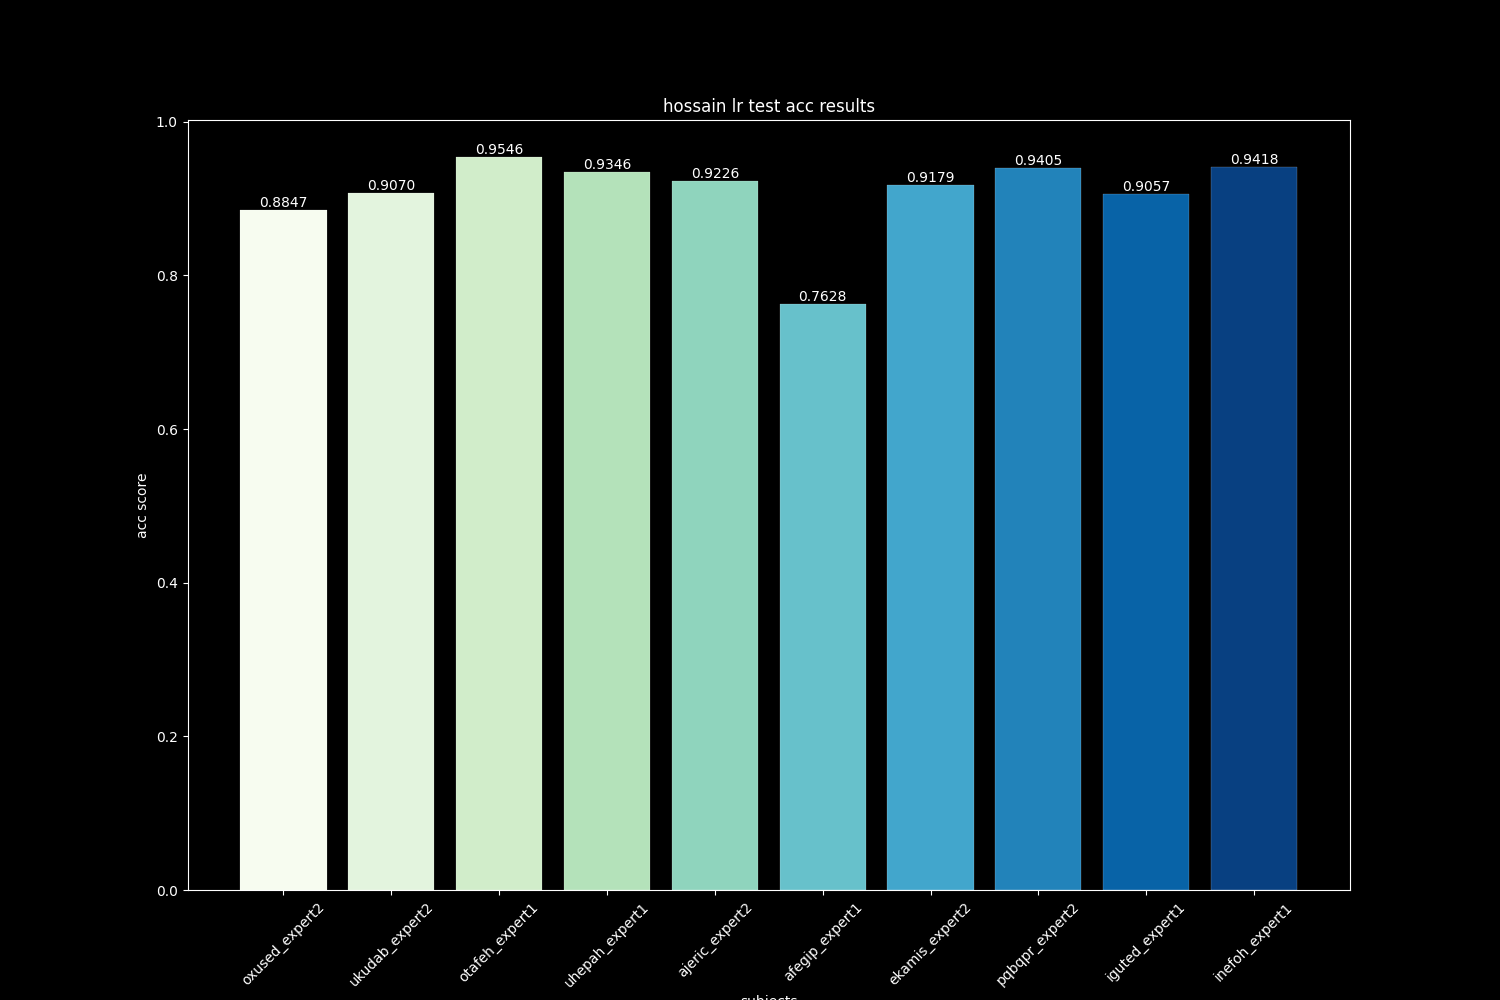 hossain lr test acc results
1.0
0.8
0.6
0.4
0.2
0.0
acc score
0.8847
0.9070
0.9546
0.9346
0.9226
0.7628
0.9179
0.9405
0.9057
0.9418
oxused_expert2
ukudab_expert2
otafeh_expert1
uhepah_expert1
ajeric_expert2
afegip_expert1
ekamis_expert2
pqbqpr_expert2
iguted_expert1
inefoh_expert1
subjects